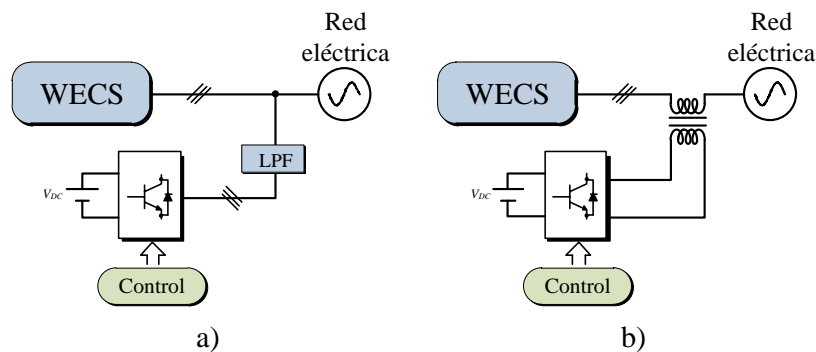 Red
eléctrica
WECS
LPF
VDC
Control
a)
Red
eléctrica
WECS
VDC
Control
b)